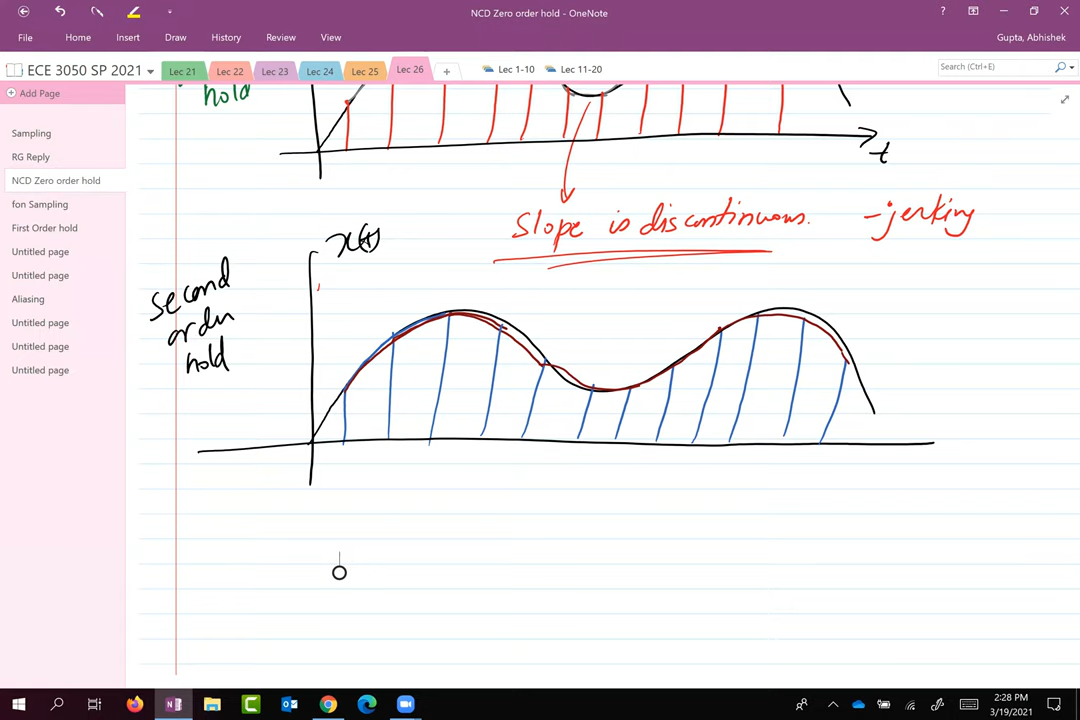 NCD Zero order hold - OneNote
?
File Home Insert Draw History Review View
Gupta, Abhishek
ECE 3050 SP 2021
Lec 21 Lec 22 Lec 23 Lec 24 Lec 25 Lec 26 + Lec 1-10 Lec 11-20
Search (Ctrl+E)
+ Add Page
Sampling
RG Reply
NCD Zero order hold
fon Sampling
First Order hold
Untitled page
Untitled page
Aliasing
Untitled page
Untitled page
Untitled page
hold
t
Slope is discontinuous. - jerking
x(t)
second
order
hold
2:28 PM
3/19/2021